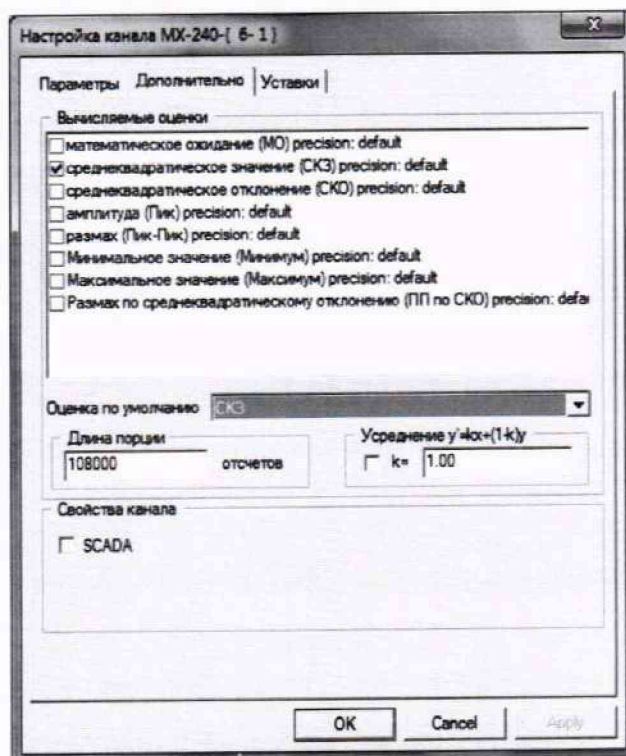 Настройка канала MX-240-{ 6- 1 }
Параметры Дополнительно Уставки
Вычисляемые оценки
математическое ожидание (МО) precision: default
среднеквадратическое значение (СКЗ) precision: default
среднеквадратическое отклонение (СКО) precision: default
амплитуда (Пик) precision: default
размах (Пик-Пик) precision: default
Минимальное значение (Минимум) precision: default
Максимальное значение (Максимум) precision: default
Размах по среднеквадратическому отклонению (ПП по СКО) precision: defau
Оценка по умолчанию СКЗ
Длина порции
108000 отсчетов
Усреднение y'=kx+(1-k)y
k= 1.00
Свойства канала
SCADA
OK Cancel Apply